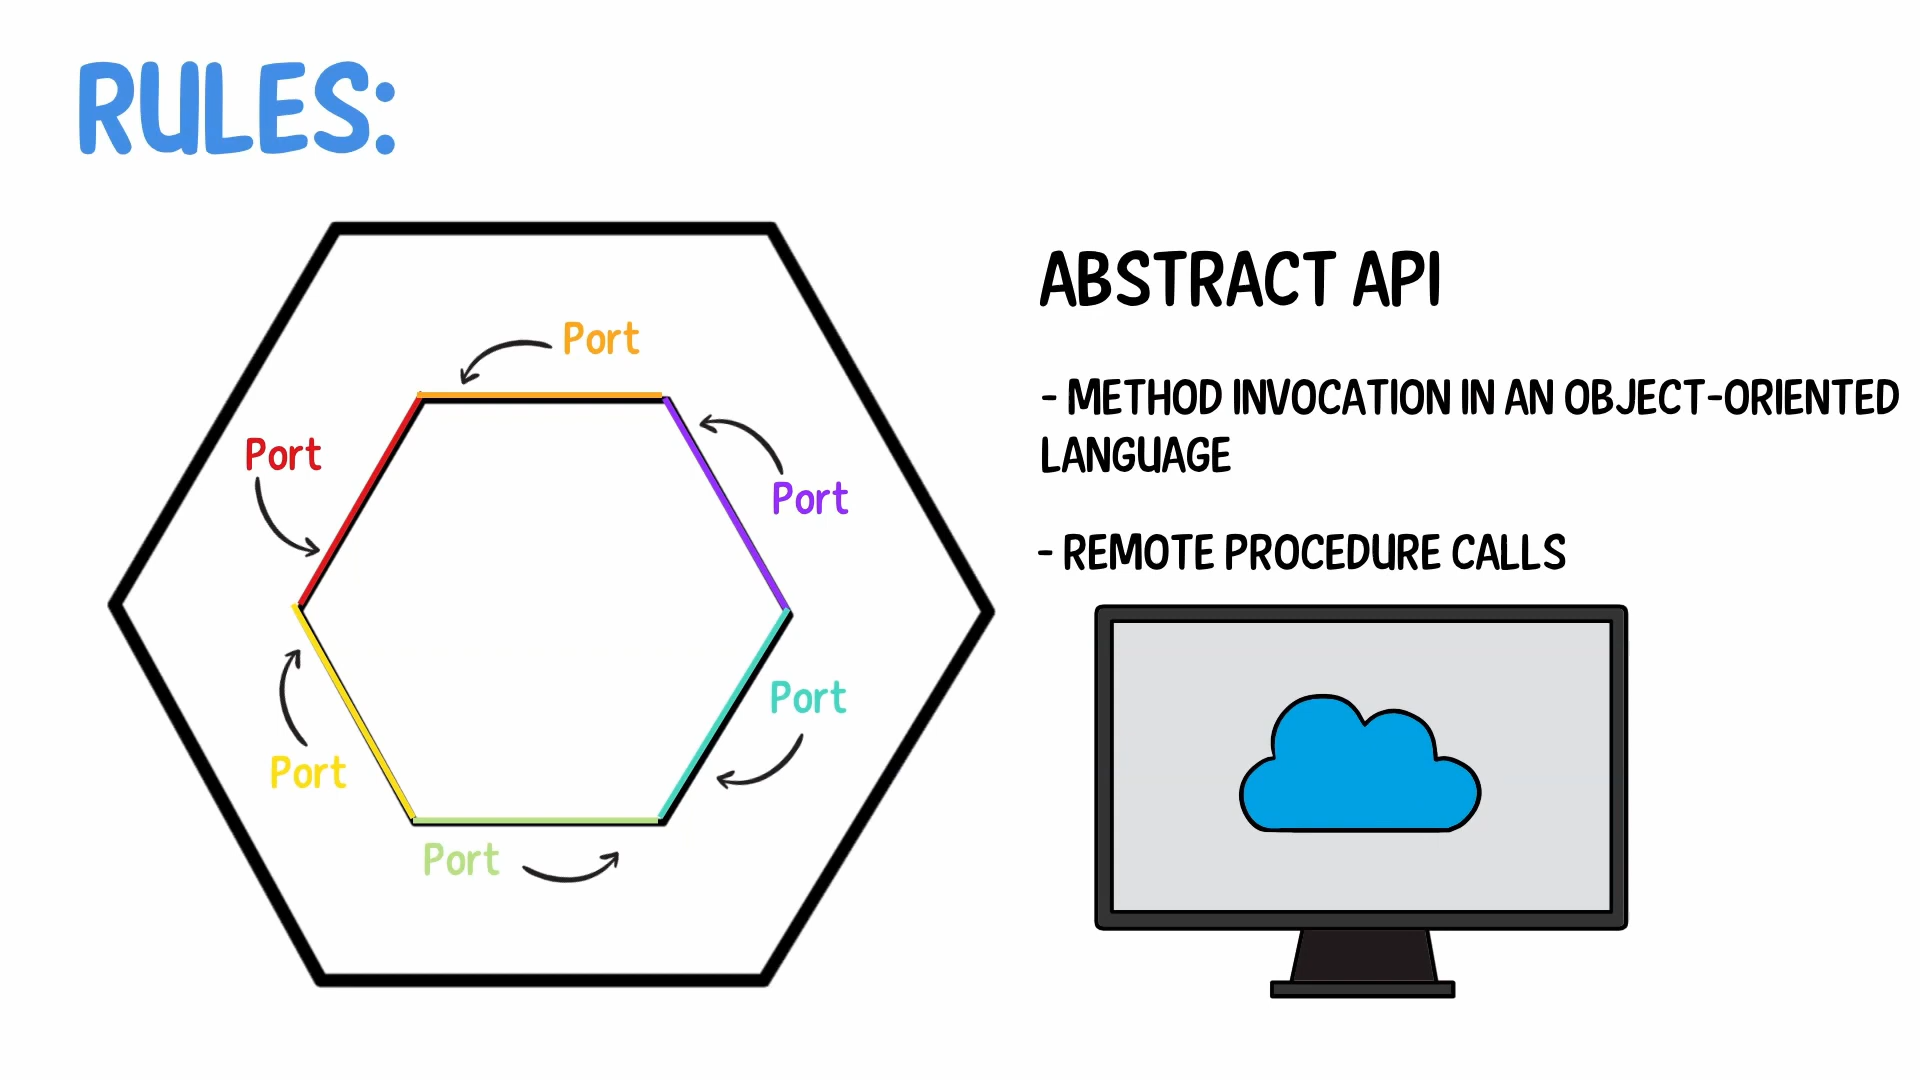 RULES:
Port
Port
Port
Port
Port
Port
ABSTRACT API
- METHOD INVOCATION IN AN OBJECT-ORIENTED
LANGUAGE
- REMOTE PROCEDURE CALLS